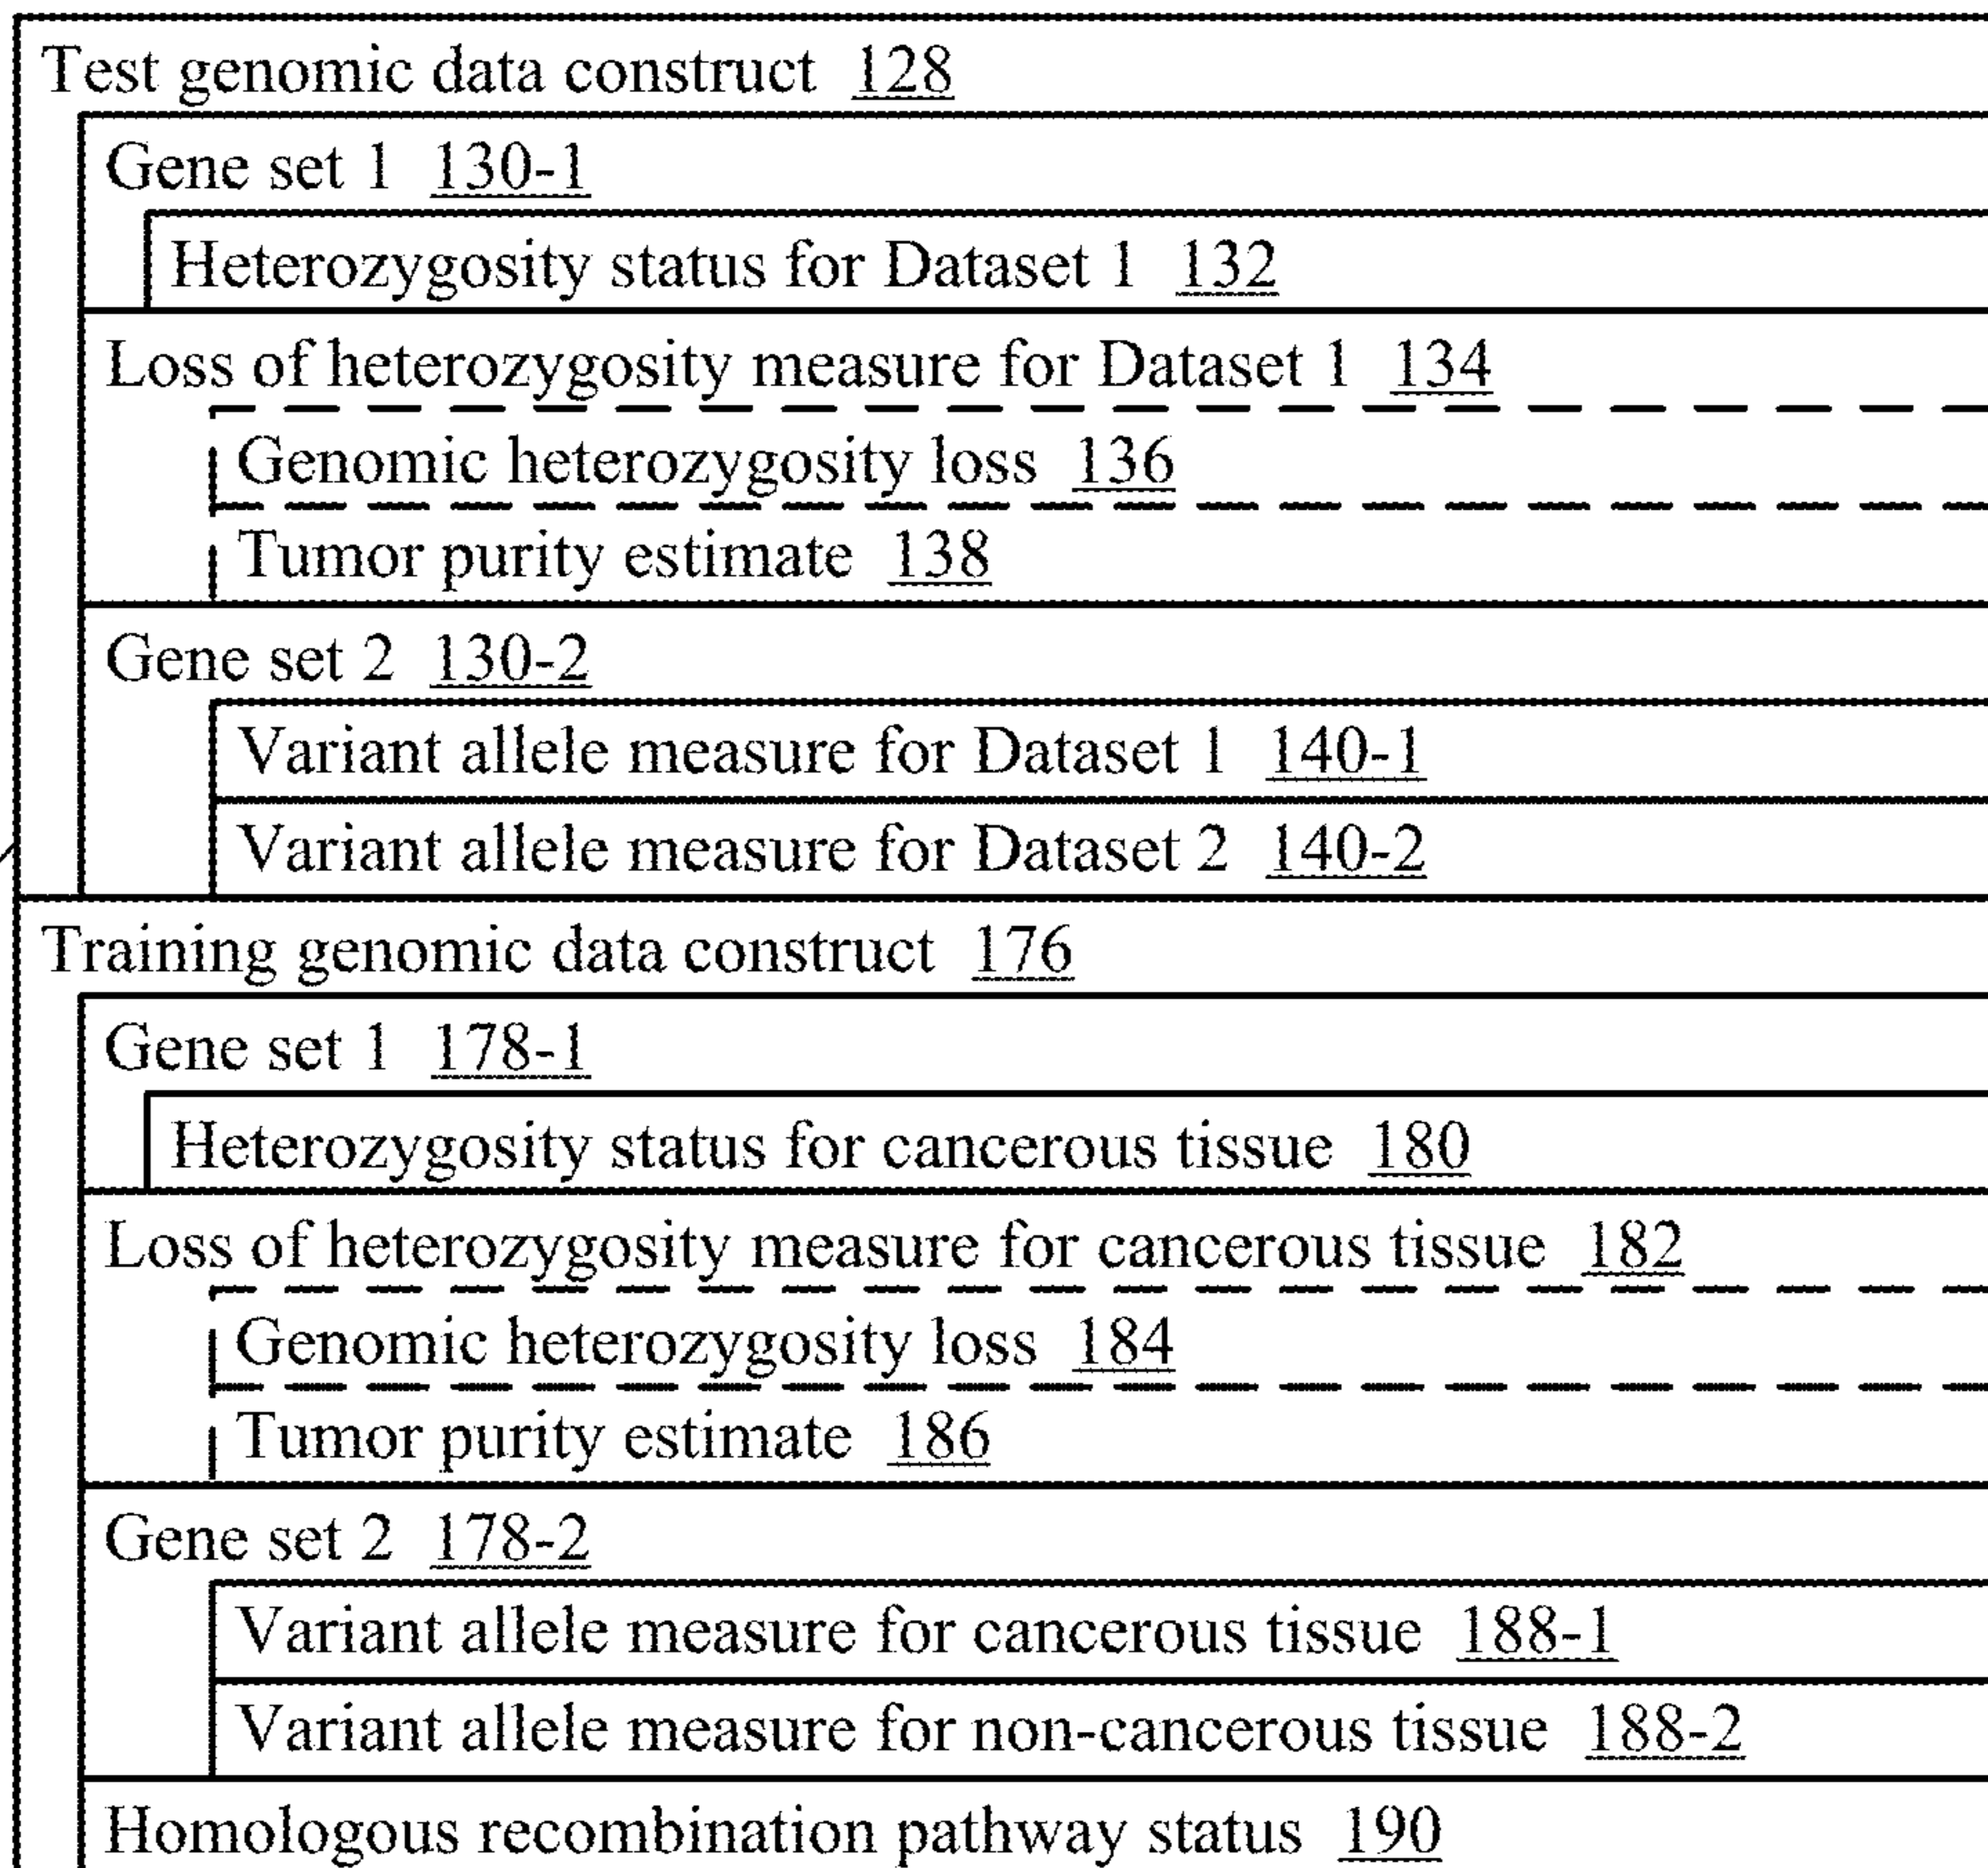 Test genomic data construct 128
Gene set 1 130-1
Heterozygosity status for Dataset 1 132
Loss of heterozygosity measure for Dataset 1 134
Genomic heterozygosity loss 136
Tumor purity estimate 138
Gene set 2 130-2
Variant allele measure for Dataset 1 140-1
Variant allele measure for Dataset 2 140-2
Training genomic data construct 176
Gene set 1 178-1
Heterozygosity status for cancerous tissue 180
Loss of heterozygosity measure for cancerous tissue 182
Genomic heterozygosity loss 184
Tumor purity estimate 186
Gene set 2 178-2
Variant allele measure for cancerous tissue 188-1
Variant allele measure for non-cancerous tissue 188-2
Homologous recombination pathway status 190